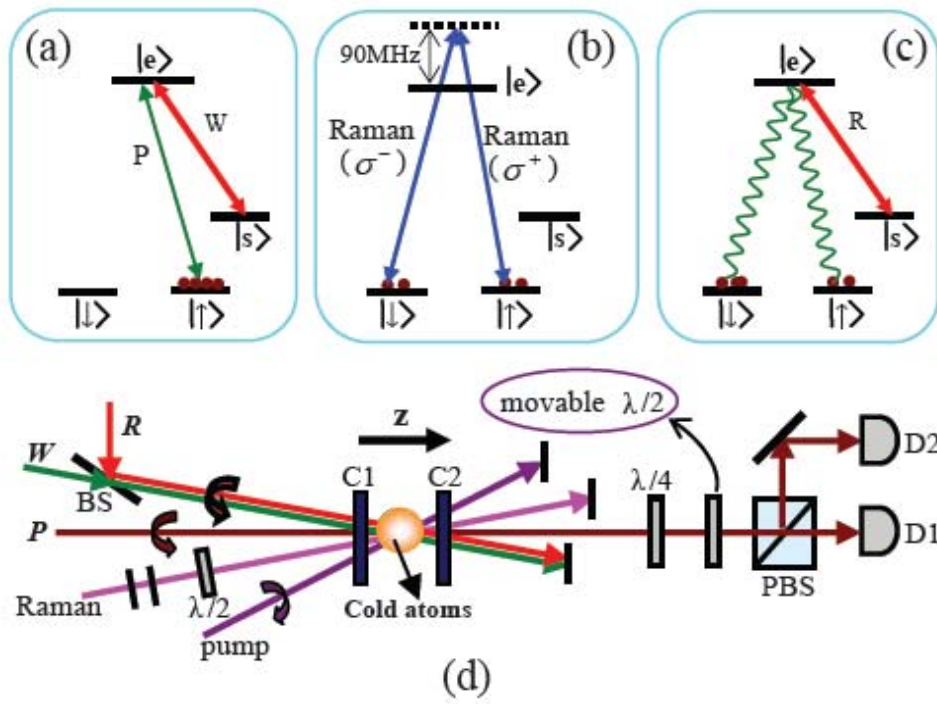 (a)
|e⟩
P
W
|s⟩
|↓⟩
|↑⟩
(b)
90MHz
|e⟩
Raman
(σ⁻)
Raman
(σ⁺)
|s⟩
|↓⟩
|↑⟩
(c)
|e⟩
R
|s⟩
|↓⟩
|↑⟩
movable λ/2
R
z
W
BS
C1
C2
λ/4
D2
P
D1
PBS
Raman
λ/2
Cold atoms
pump
(d)